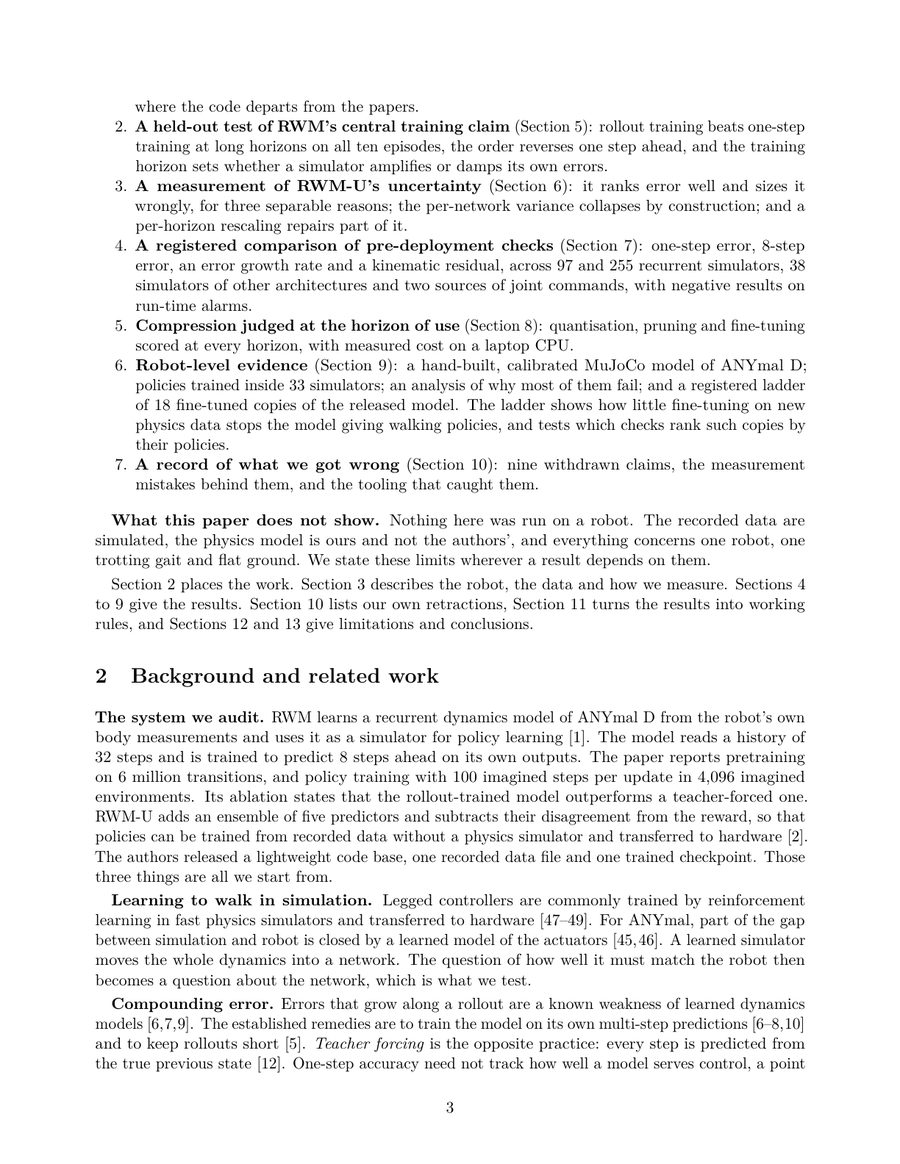 where the code departs from the papers.
2. A held-out test of RWM's central training claim (Section 5): rollout training beats one-step
training at long horizons on all ten episodes, the order reverses one step ahead, and the training
horizon sets whether a simulator amplifies or damps its own errors.
3. A measurement of RWM-U's uncertainty (Section 6): it ranks error well and sizes it
wrongly, for three separable reasons; the per-network variance collapses by construction; and a
per-horizon rescaling repairs part of it.
4. A registered comparison of pre-deployment checks (Section 7): one-step error, 8-step
error, an error growth rate and a kinematic residual, across 97 and 255 recurrent simulators, 38
simulators of other architectures and two sources of joint commands, with negative results on
run-time alarms.
5. Compression judged at the horizon of use (Section 8): quantisation, pruning and fine-tuning
scored at every horizon, with measured cost on a laptop CPU.
6. Robot-level evidence (Section 9): a hand-built, calibrated MuJoCo model of ANYmal D;
policies trained inside 33 simulators; an analysis of why most of them fail; and a registered ladder
of 18 fine-tuned copies of the released model. The ladder shows how little fine-tuning on new
physics data stops the model giving walking policies, and tests which checks rank such copies by
their policies.
7. A record of what we got wrong (Section 10): nine withdrawn claims, the measurement
mistakes behind them, and the tooling that caught them.
What this paper does not show. Nothing here was run on a robot. The recorded data are
simulated, the physics model is ours and not the authors', and everything concerns one robot, one
trotting gait and flat ground. We state these limits wherever a result depends on them.
Section 2 places the work. Section 3 describes the robot, the data and how we measure. Sections 4
to 9 give the results. Section 10 lists our own retractions, Section 11 turns the results into working
rules, and Sections 12 and 13 give limitations and conclusions.
2 Background and related work
The system we audit. RWM learns a recurrent dynamics model of ANYmal D from the robot's own
body measurements and uses it as a simulator for policy learning [1]. The model reads a history of
32 steps and is trained to predict 8 steps ahead on its own outputs. The paper reports pretraining
on 6 million transitions, and policy training with 100 imagined steps per update in 4,096 imagined
environments. Its ablation states that the rollout-trained model outperforms a teacher-forced one.
RWM-U adds an ensemble of five predictors and subtracts their disagreement from the reward, so that
policies can be trained from recorded data without a physics simulator and transferred to hardware [2].
The authors released a lightweight code base, one recorded data file and one trained checkpoint. Those
three things are all we start from.
Learning to walk in simulation. Legged controllers are commonly trained by reinforcement
learning in fast physics simulators and transferred to hardware [47–49]. For ANYmal, part of the gap
between simulation and robot is closed by a learned model of the actuators [45,46]. A learned simulator
moves the whole dynamics into a network. The question of how well it must match the robot then
becomes a question about the network, which is what we test.
Compounding error. Errors that grow along a rollout are a known weakness of learned dynamics
models [6,7,9]. The established remedies are to train the model on its own multi-step predictions [6–8,10]
and to keep rollouts short [5]. Teacher forcing is the opposite practice: every step is predicted from
the true previous state [12]. One-step accuracy need not track how well a model serves control, a point
3